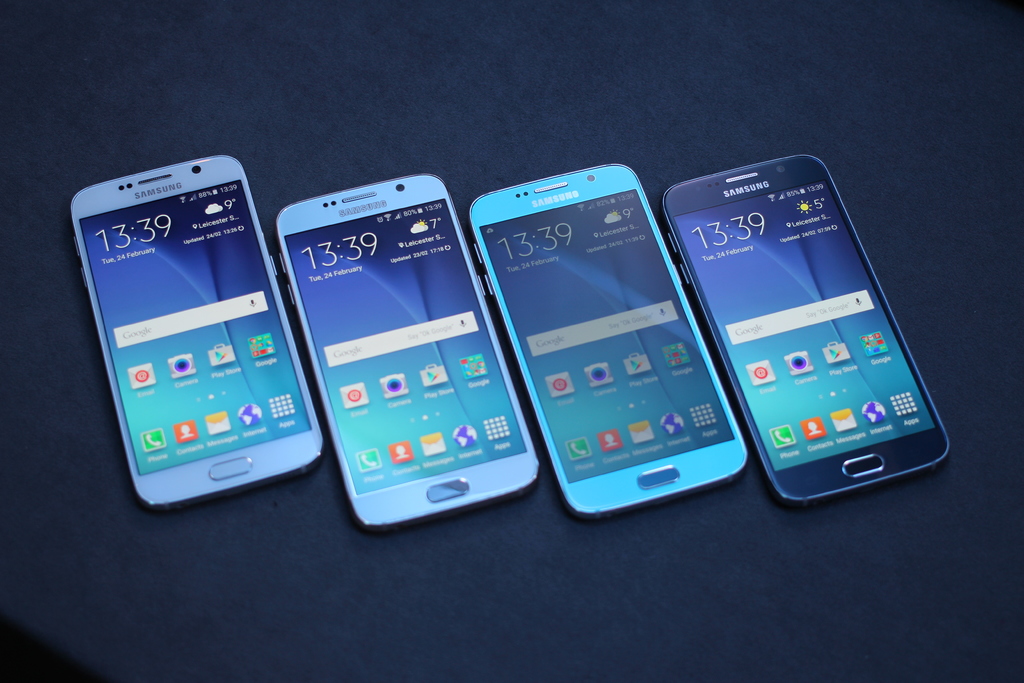 SAMSUNG
88% 13:39
13:39
Tue, 24 February
9°
Leicester S...
Updated 24/02 13:26
Google
Email
Camera
Play Store
Google
Phone
Contacts
Messages
Internet
Apps
SAMSUNG
80% 13:39
13:39
Tue, 24 February
7°
Leicester S...
Updated 23/02 17:18
Google
Say "Ok Google"
Email
Camera
Play Store
Google
Phone
Contacts
Messages
Internet
Apps
SAMSUNG
13:39
13:39
Tue, 24 February
9°
Leicester S...
Updated 24/02 11:39
Google
Say "Ok Google"
Email
Camera
Play Store
Google
Phone
Contacts
Messages
Internet
Apps
SAMSUNG
85% 13:39
13:39
Tue, 24 February
5°
Leicester S...
Updated 24/02 07:59
Google
Say "Ok Google"
Email
Camera
Play Store
Google
Phone
Contacts
Messages
Internet
Apps